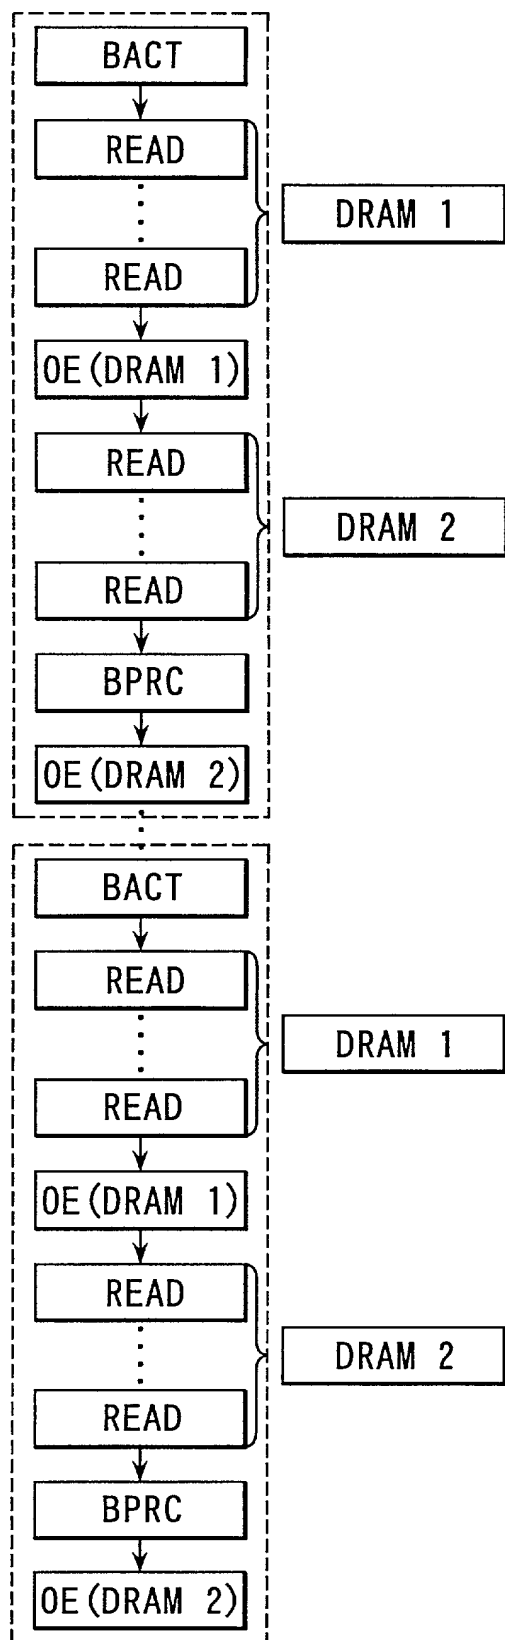 BACT
READ
DRAM 1
READ
OE(DRAM 1)
READ
DRAM 2
READ
BPRC
OE(DRAM 2)
BACT
READ
DRAM 1
READ
OE(DRAM 1)
READ
DRAM 2
READ
BPRC
OE(DRAM 2)